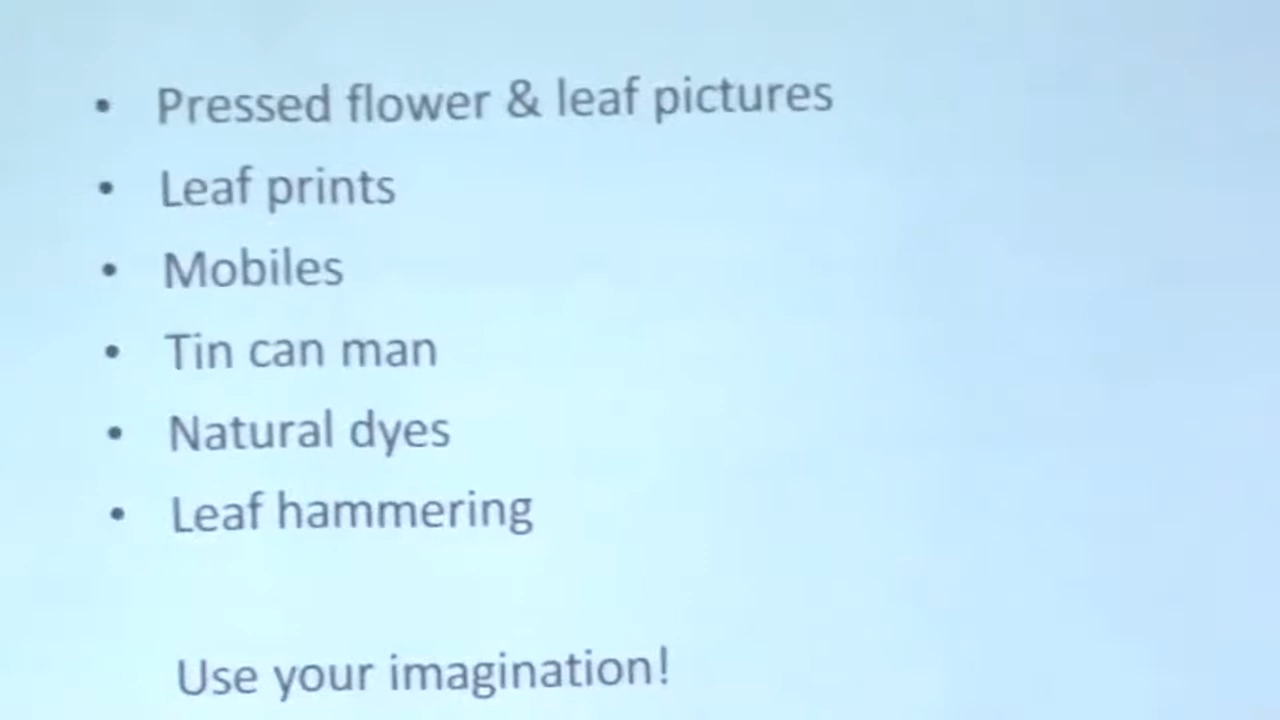 • Pressed flower & leaf pictures
• Leaf prints
• Mobiles
• Tin can man
• Natural dyes
• Leaf hammering
Use your imagination!